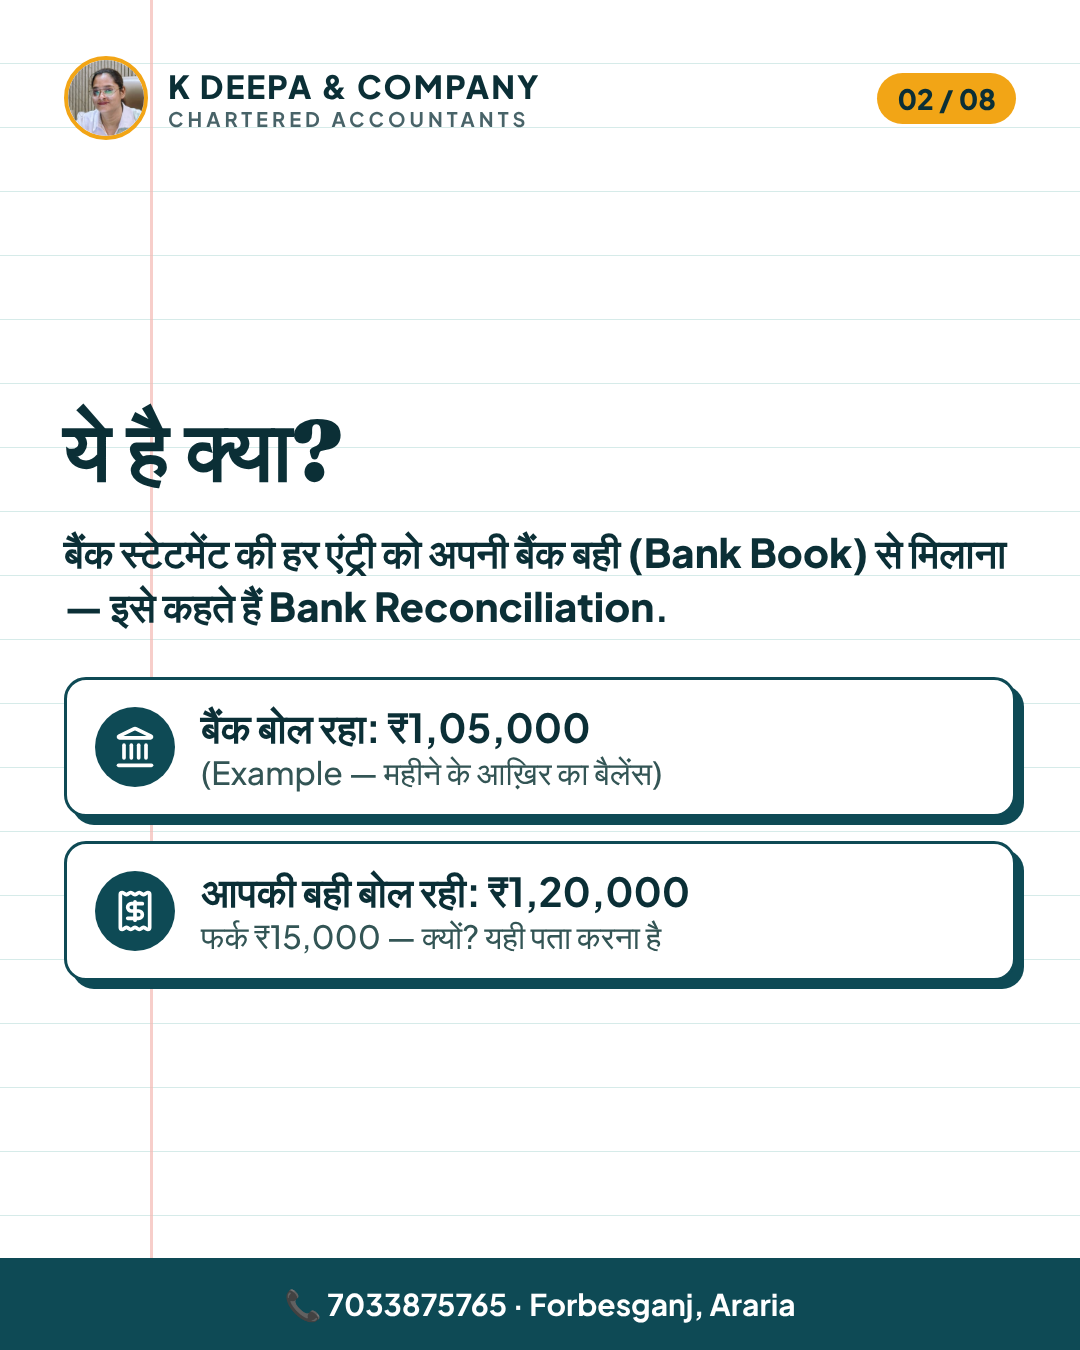 K DEEPA & COMPANY
CHARTERED ACCOUNTANTS
02 / 08
ये है क्या?
बैंक स्टेटमेंट की हर एंट्री को अपनी बैंक बही (Bank Book) से मिलाना
— इसे कहते हैं Bank Reconciliation.
बैंक बोल रहा: ₹1,05,000
(Example — महीने के आख़िर का बैलेंस)
आपकी बही बोल रही: ₹1,20,000
फर्क ₹15,000 — क्यों? यही पता करना है
📞 7033875765 · Forbesganj, Araria